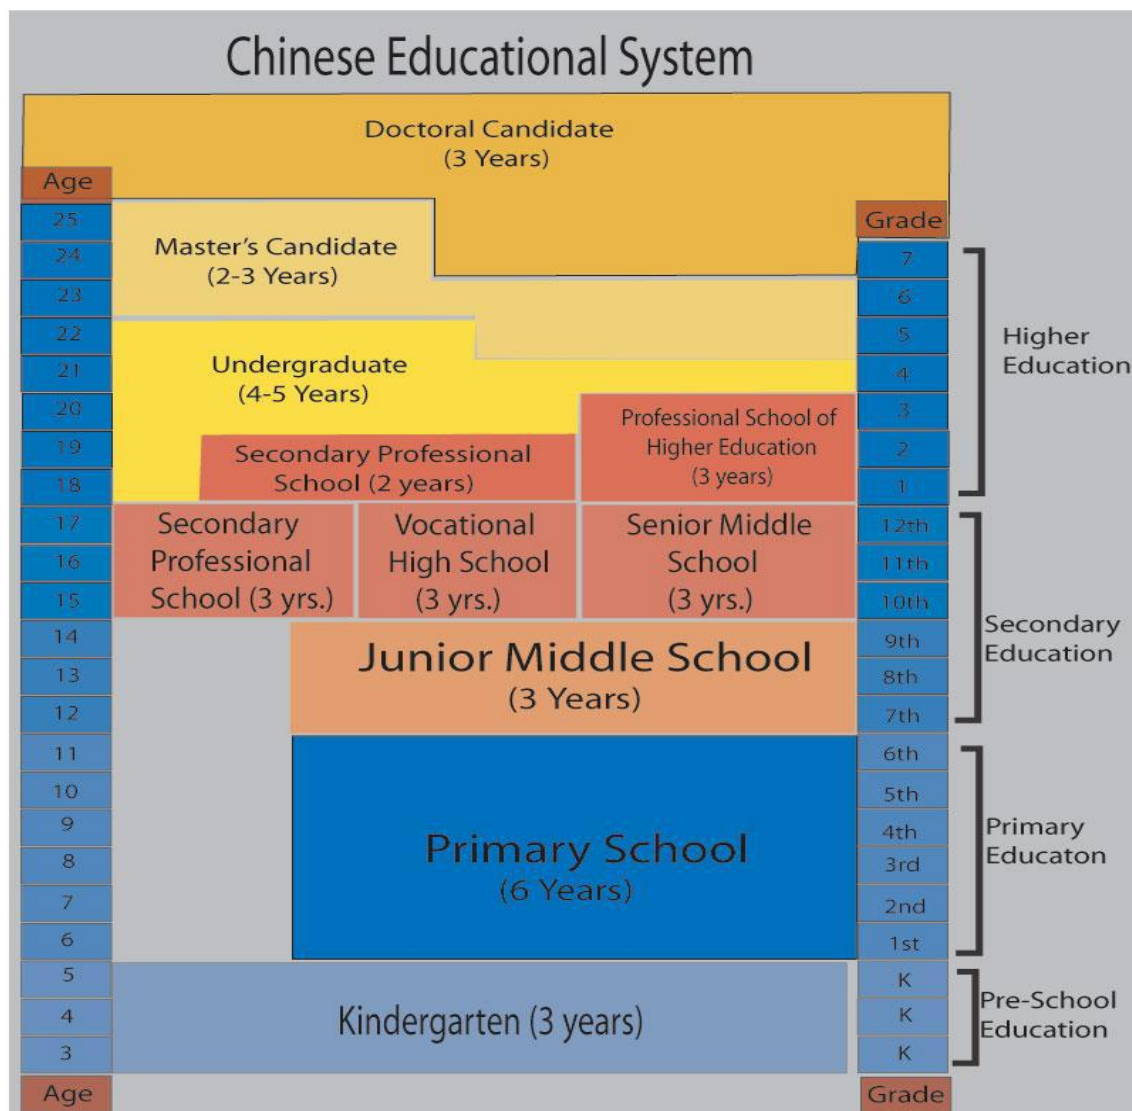 Chinese Educational System
Doctoral Candidate
(3 Years)
Age
25
24
23
22
21
20
19
18
17
16
15
14
13
12
11
10
9
8
7
6
5
4
3
Age
Master's Candidate
(2-3 Years)
Undergraduate
(4-5 Years)
Professional School of
Higher Education
(3 years)
Secondary Professional
School (2 years)
Secondary
Professional
School (3 yrs.)
Vocational
High School
(3 yrs.)
Senior Middle
School
(3 yrs.)
Junior Middle School
(3 Years)
Primary School
(6 Years)
Kindergarten (3 years)
Grade
7
6
5
4
3
2
1
12th
11th
10th
9th
8th
7th
6th
5th
4th
3rd
2nd
1st
K
K
K
Grade
Higher
Education
Secondary
Education
Primary
Educaton
Pre-School
Education